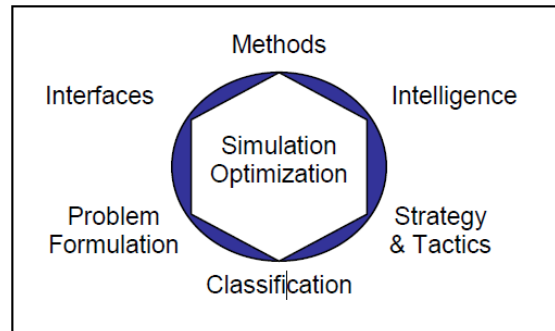 Methods
Interfaces
Intelligence
Simulation
Optimization
Problem
Formulation
Strategy
& Tactics
Classification